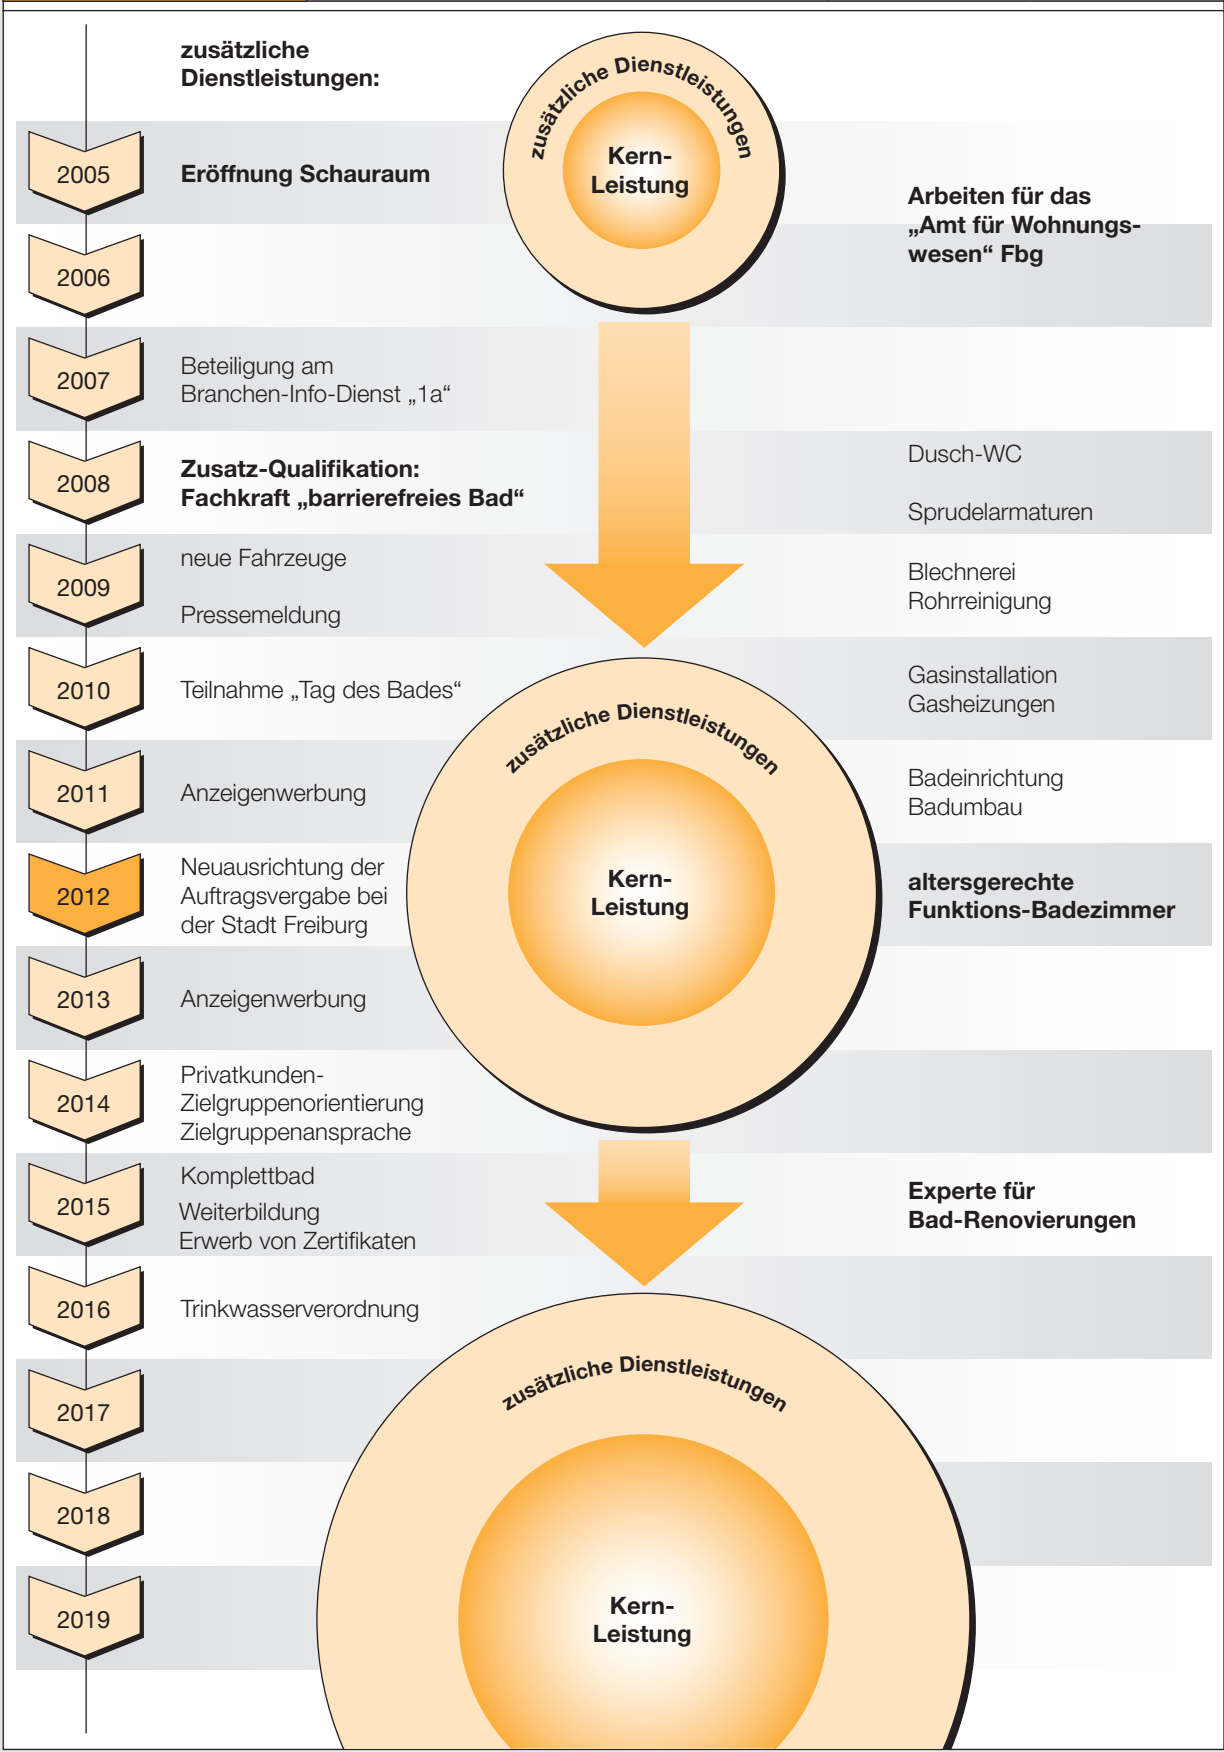 zusätzliche
Dienstleistungen:
zusätzliche Dienstleistungen
Kern-
Leistung
2005
Eröffnung Schauraum
Arbeiten für das
„Amt für Wohnungs-
wesen“ Fbg
2006
2007
Beteiligung am
Branchen-Info-Dienst „1a“
2008
Zusatz-Qualifikation:
Fachkraft „barrierefreies Bad“
Dusch-WC
Sprudelarmaturen
2009
neue Fahrzeuge
Pressemeldung
Blechnerei
Rohrreinigung
2010
Teilnahme „Tag des Bades“
Gasinstallation
Gasheizungen
zusätzliche Dienstleistungen
2011
Anzeigenwerbung
Badeinrichtung
Badumbau
2012
Neuausrichtung der
Auftragsvergabe bei
der Stadt Freiburg
Kern-
Leistung
altersgerechte
Funktions-Badezimmer
2013
Anzeigenwerbung
2014
Privatkunden-
Zielgruppenorientierung
Zielgruppenansprache
2015
Komplettbad
Weiterbildung
Erwerb von Zertifikaten
Experte für
Bad-Renovierungen
2016
Trinkwasserverordnung
zusätzliche Dienstleistungen
2017
2018
2019
Kern-
Leistung